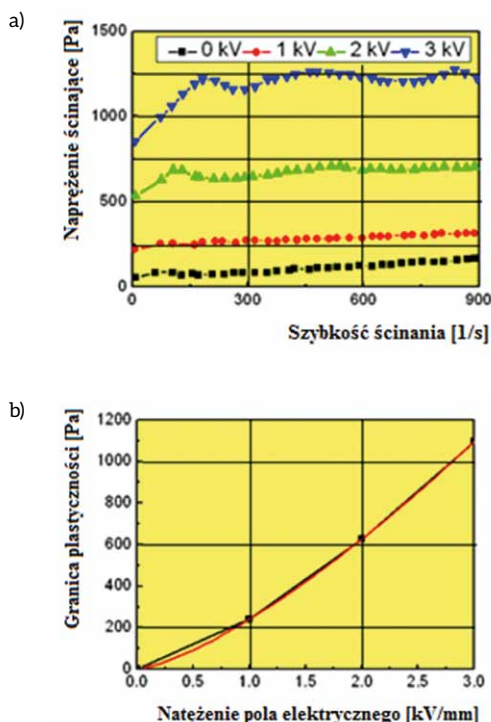 a)
1500
0 kV 1 kV 2 kV 3 kV
1000
500
250
0
Naprężenie ścinające [Pa]
0 300 600 900
Szybkość ścinania [1/s]
b)
1200
1000
800
600
400
200
0
Granica plastyczności [Pa]
0.0 0.5 1.0 1.5 2.0 2.5 3.0
Natężenie pola elektrycznego [kV/mm]